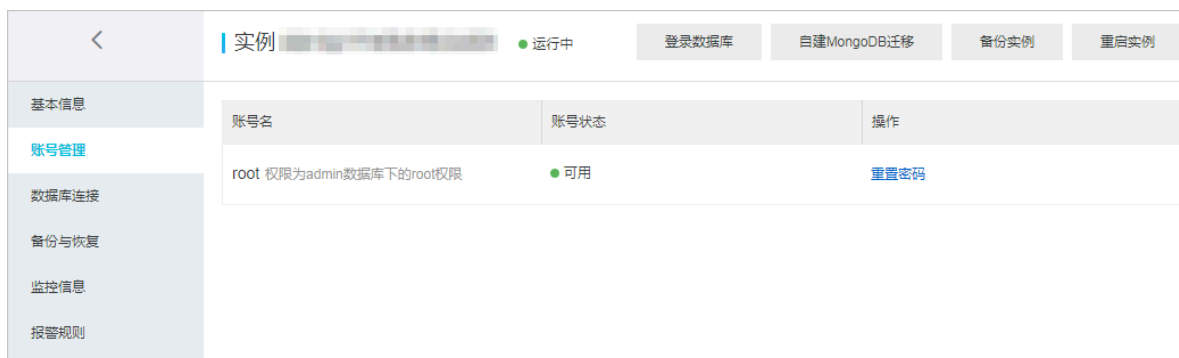 实例 运行中 登录数据库 自建MongoDB迁移 备份实例 重启实例
基本信息
账号管理
数据库连接
备份与恢复
监控信息
报警规则
账号名 账号状态 操作
root 权限为admin数据库下的root权限 可用 重置密码